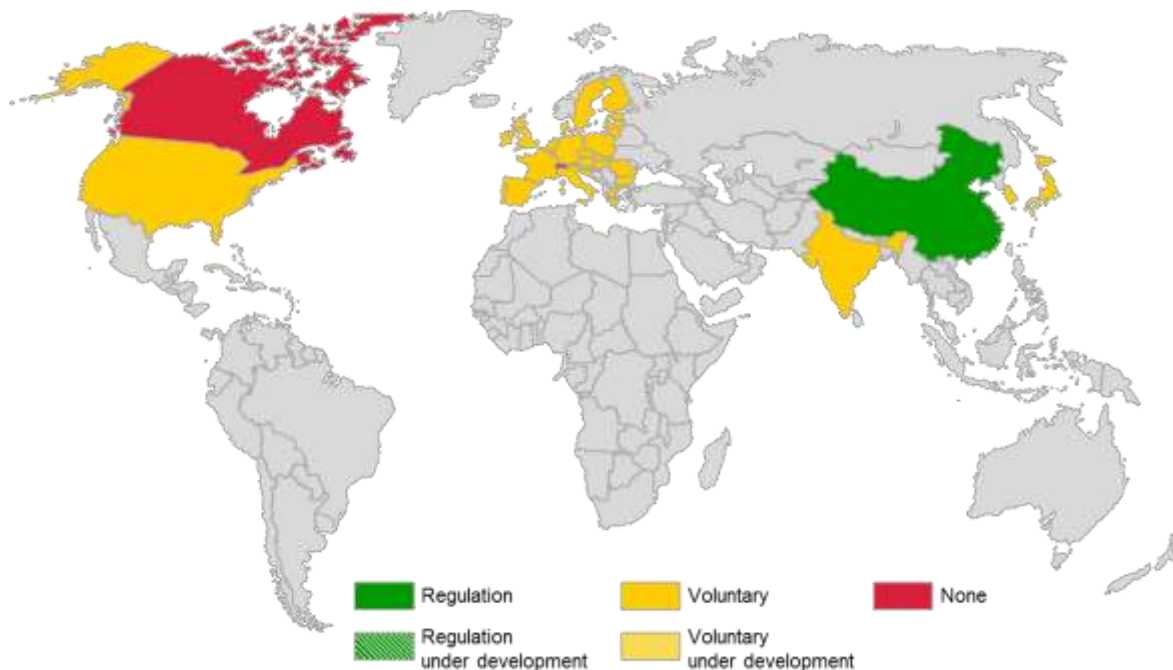 Regulation
Voluntary
None
Regulation
under development
Voluntary
under development